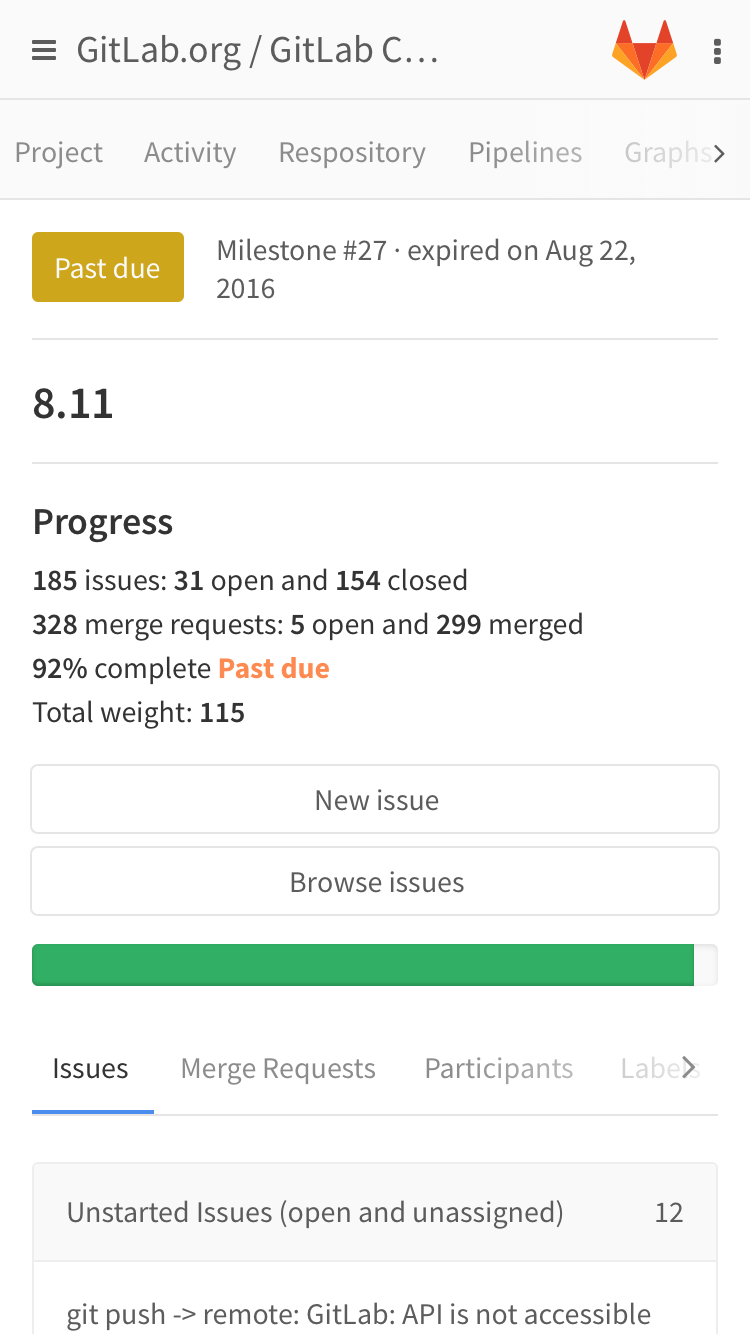 GitLab.org / GitLab C…
Project Activity Respository Pipelines Graphs
Past due
Milestone #27 · expired on Aug 22,
2016
8.11
Progress
185 issues: 31 open and 154 closed
328 merge requests: 5 open and 299 merged
92% complete Past due
Total weight: 115
New issue
Browse issues
Issues Merge Requests Participants Labels
Unstarted Issues (open and unassigned) 12
git push -> remote: GitLab: API is not accessible